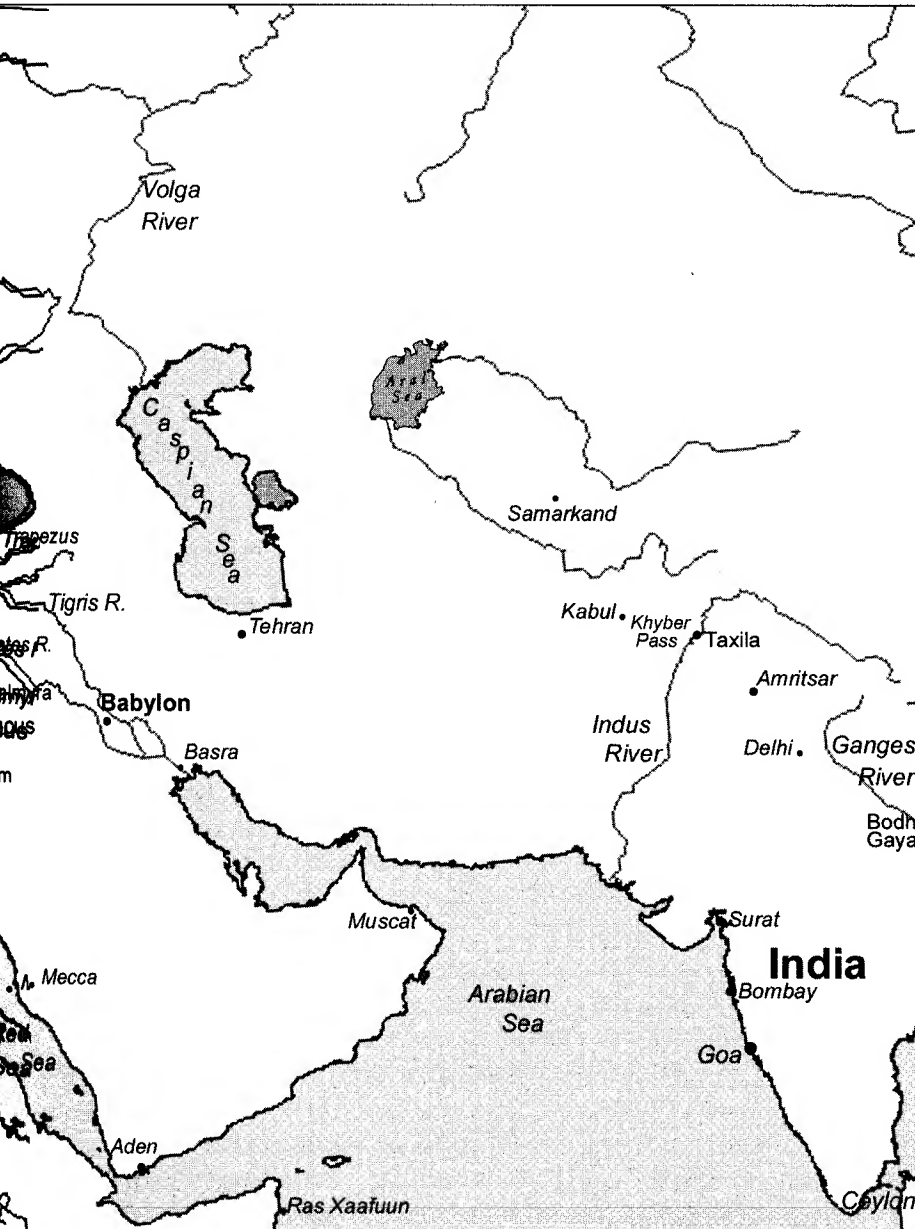 Volga
River
Aral
Sea
Caspian
Sea
Samarkand
Trapezus
Tigris R.
Tehran
Kabul
Khyber
Pass
Taxila
R.
Amritsar
Babylon
Indus
River
Delhi
Ganges
River
Basra
m
Bodh
Gaya
Muscat
Surat
India
Mecca
Arabian
Sea
Bombay
Goa
Sea
Aden
Ras Xaafuun
Ceylon